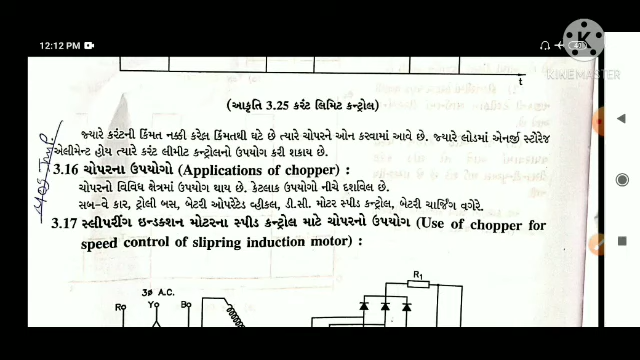 12:12 PM
KINEMASTER
t
(આકૃતિ 3.25 કરંટ લિમિટ કન્ટ્રોલ)
જ્યારે કરંટની કિંમત નક્કી કરેલ કિંમતથી ઘટે છે ત્યારે ચોપરને ઓન કરવામાં આવે છે. જ્યારે લોડમાં એનર્જી સ્ટોરેજ
એલીમેન્ટ હોય ત્યારે કરંટ લીમીટ કન્ટ્રોલનો ઉપયોગ કરી શકાય છે.
3.16 ચોપરના ઉપયોગો (Applications of chopper) :
ચોપરનો વિવિધ ક્ષેત્રમાં ઉપયોગ થાય છે. કેટલાક ઉપયોગો નીચે દર્શાવેલ છે.
સબ-વે કાર, ટ્રોલી બસ, બેટરી ઓપરેટેડ વ્હીકલ, ડી.સી. મોટર સ્પીડ કન્ટ્રોલ, બેટરી ચાર્જિંગ વગેરે.
3.17 સ્લીપરીંગ ઇન્ડક્શન મોટરના સ્પીડ કન્ટ્રોલ માટે ચોપરનો ઉપયોગ (Use of chopper for
speed control of slipring induction motor) :
3ϕ A.C.
R Y B
R1